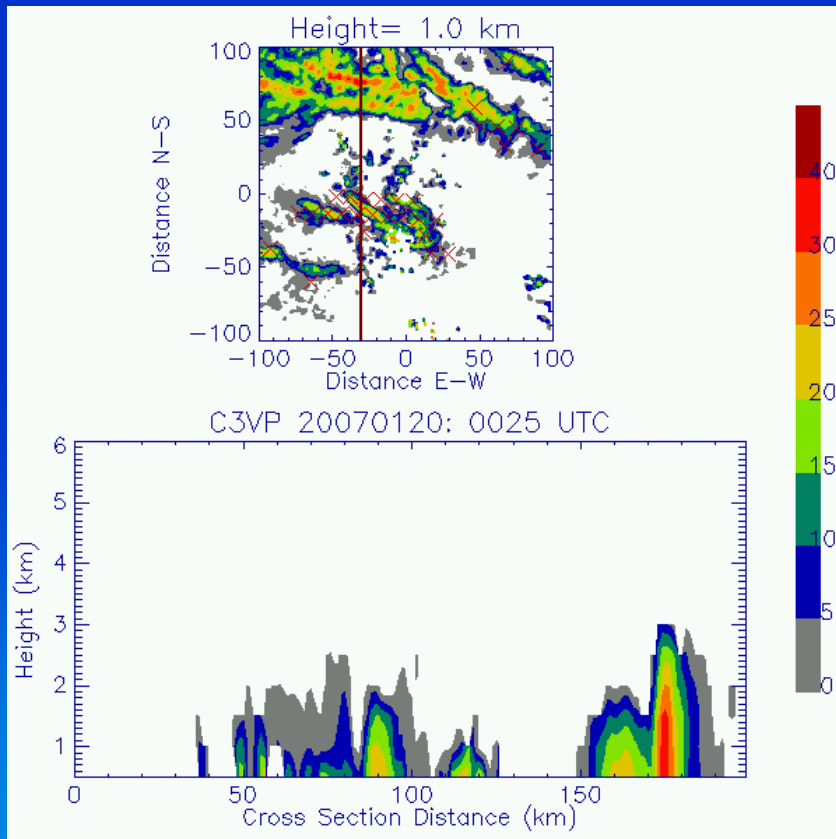 Height= 1.0 km
100
50
0
-50
-100
Distance N-S
-100 -50 0 50 100
Distance E-W
40
30
25
20
15
10
5
0
C3VP 20070120: 0025 UTC
6
5
4
3
2
1
Height (km)
0 50 100 150
Cross Section Distance (km)